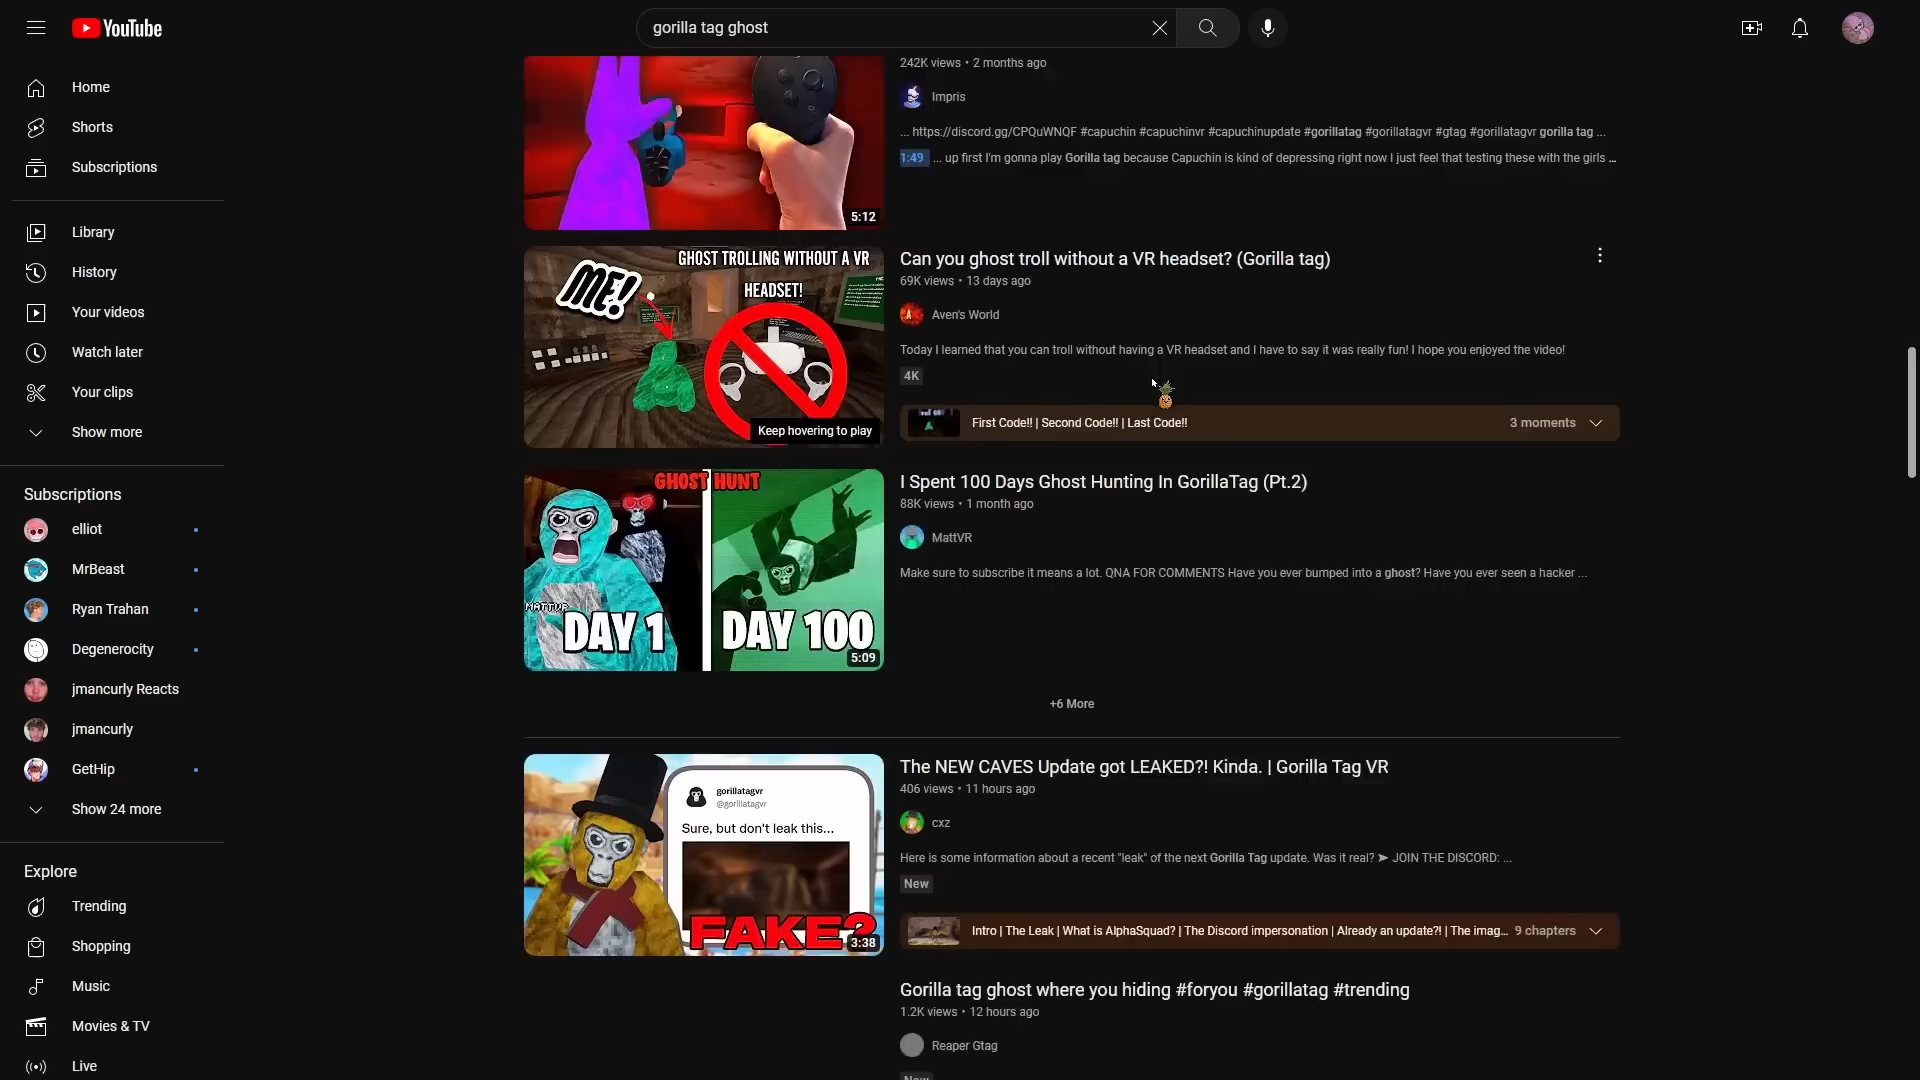 YouTube
gorilla tag ghost
Home
Shorts
Subscriptions
Library
History
Your videos
Watch later
Your clips
Show more
Subscriptions
elliot
MrBeast
Ryan Trahan
Degenerocity
jmancurly Reacts
jmancurly
GetHip
Show 24 more
Explore
Trending
Shopping
Music
Movies & TV
Live
5:12
242K views • 2 months ago
Impris
... https://discord.gg/CPQuWNQF #capuchin #capuchinvr #capuchinupdate #gorillatag #gorillatagvr #gtag #gorillatagvr gorilla tag ...
1:49 ... up first I'm gonna play Gorilla tag because Capuchin is kind of depressing right now I just feel that testing these with the girls ...
GHOST TROLLING WITHOUT A VR
HEADSET!
ME!
Keep hovering to play
Can you ghost troll without a VR headset? (Gorilla tag)
69K views • 13 days ago
Aven's World
Today I learned that you can troll without having a VR headset and I have to say it was really fun! I hope you enjoyed the video!
4K
First Code!! | Second Code!! | Last Code!!
3 moments
GHOST HUNT
MATTVR
DAY 1
DAY 100
5:09
I Spent 100 Days Ghost Hunting In GorillaTag (Pt.2)
88K views • 1 month ago
MattVR
Make sure to subscribe it means a lot. QNA FOR COMMENTS Have you ever bumped into a ghost? Have you ever seen a hacker ...
+6 More
gorillatagvr
@gorillatagvr
Sure, but don't leak this...
FAKE?
3:38
The NEW CAVES Update got LEAKED?! Kinda. | Gorilla Tag VR
406 views • 11 hours ago
cxz
Here is some information about a recent "leak" of the next Gorilla Tag update. Was it real? ➤ JOIN THE DISCORD: ...
New
Intro | The Leak | What is AlphaSquad? | The Discord impersonation | Already an update?! | The imag...
9 chapters
Gorilla tag ghost where you hiding #foryou #gorillatag #trending
1.2K views • 12 hours ago
Reaper Gtag
New